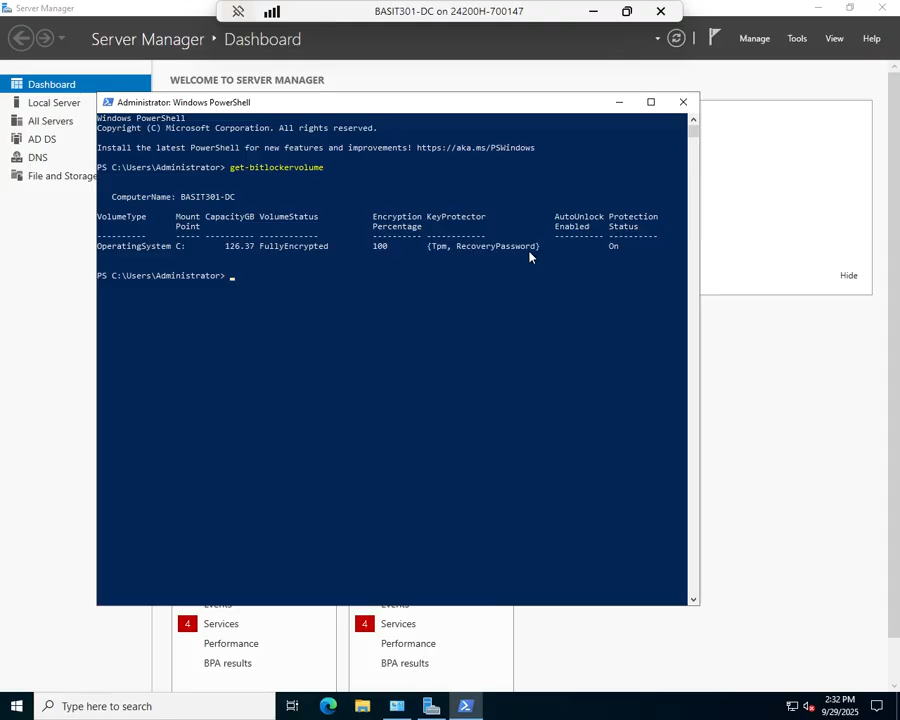 Server Manager
BASIT301-DC on 24200H-700147
Server Manager • Dashboard
Manage Tools View Help
Dashboard
Local Server
All Servers
AD DS
DNS
File and Storage
WELCOME TO SERVER MANAGER
Administrator: Windows PowerShell
Windows PowerShell
Copyright (C) Microsoft Corporation. All rights reserved.
Install the latest PowerShell for new features and improvements! https://aka.ms/PSWindows
PS C:\Users\Administrator> get-bitlockervolume
ComputerName: BASIT301-DC
VolumeType Mount CapacityGB VolumeStatus Encryption KeyProtector AutoUnlock Protection
Point Percentage Enabled Status
---------- ----- ---------- ------------ ---------- ------------ ---------- ----------
OperatingSystem C: 126.37 FullyEncrypted 100 {Tpm, RecoveryPassword} On
PS C:\Users\Administrator>
Hide
Events Events
4 Services 4 Services
Performance Performance
BPA results BPA results
Type here to search
2:32 PM
9/29/2025